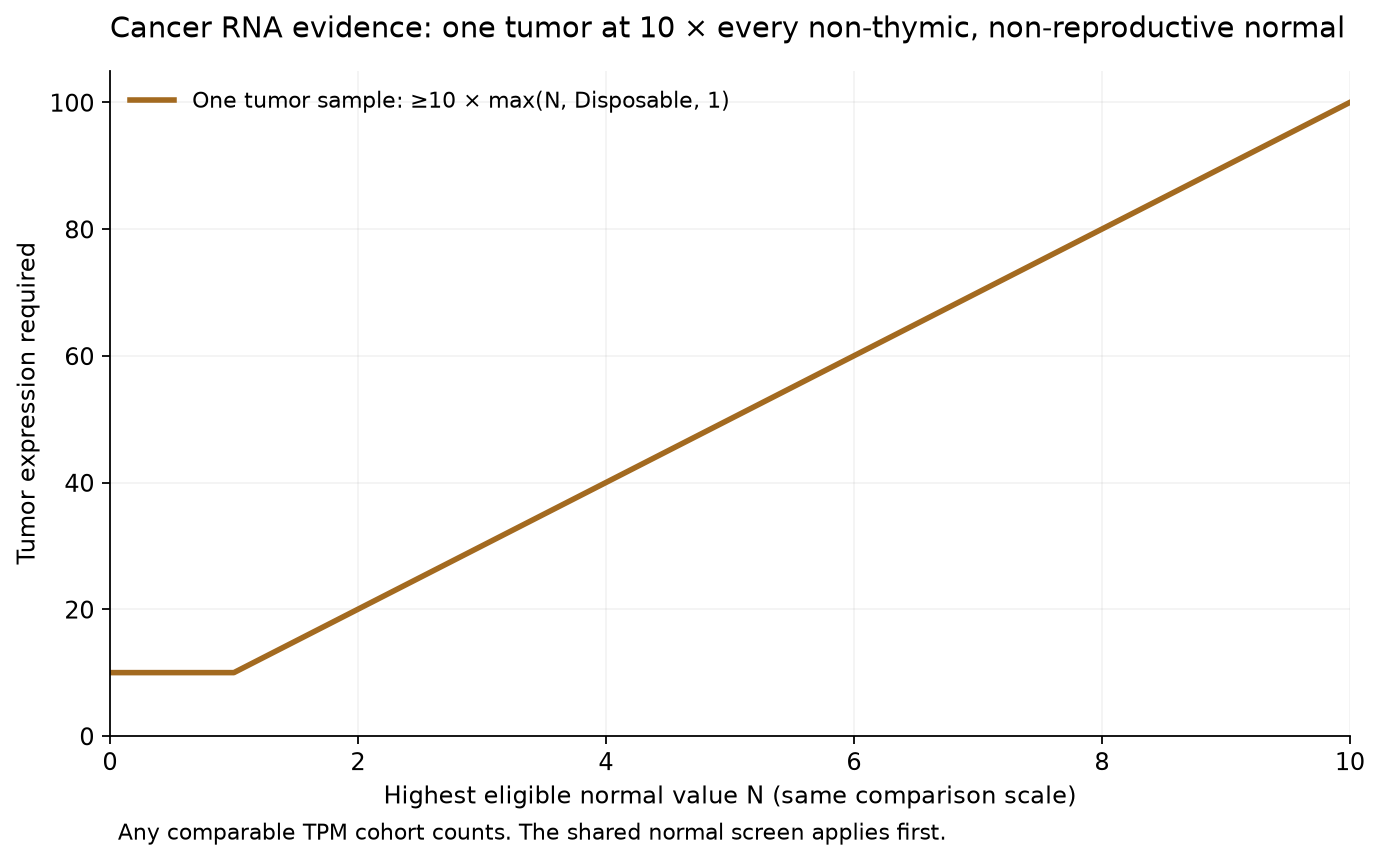 Cancer RNA evidence: one tumor at 10 × every non-thymic, non-reproductive normal
One tumor sample: ≥10 × max(N, Disposable, 1)
Tumor expression required
100
80
60
40
20
0
0 2 4 6 8 10
Highest eligible normal value N (same comparison scale)
Any comparable TPM cohort counts. The shared normal screen applies first.